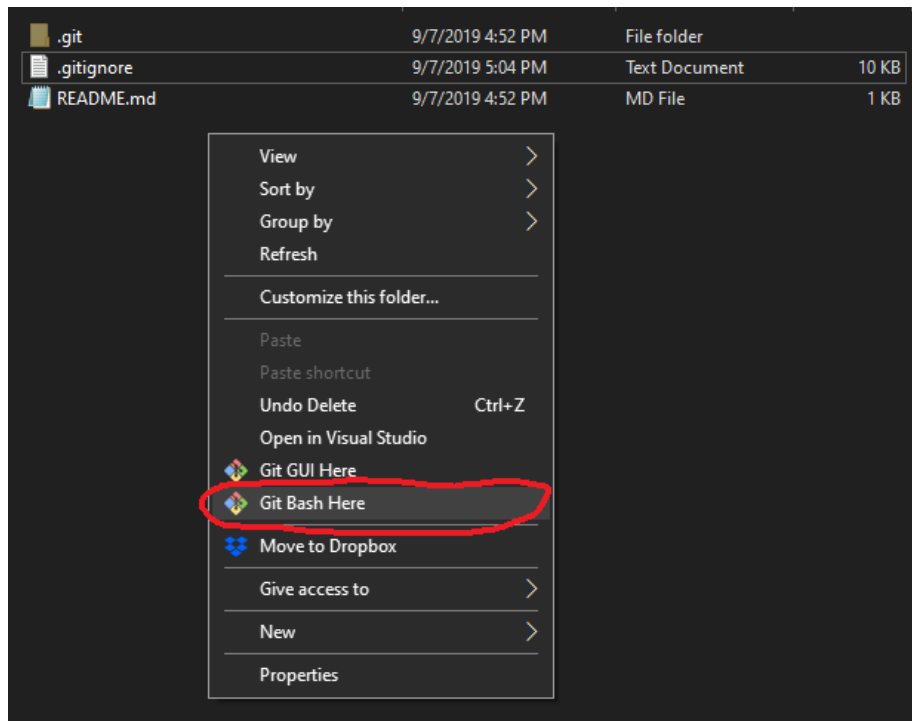 .git 9/7/2019 4:52 PM File folder
.gitignore 9/7/2019 5:04 PM Text Document 10 KB
README.md 9/7/2019 4:52 PM MD File 1 KB
View
Sort by
Group by
Refresh
Customize this folder...
Paste
Paste shortcut
Undo Delete Ctrl+Z
Open in Visual Studio
Git GUI Here
Git Bash Here
Move to Dropbox
Give access to
New
Properties